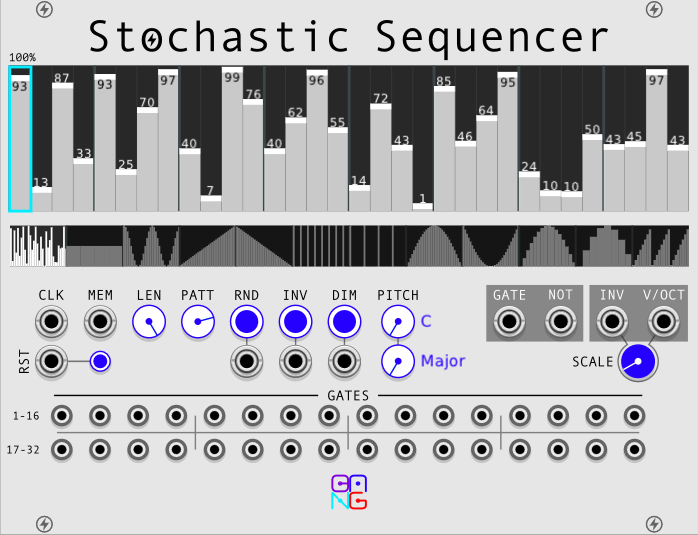 Stochastic Sequencer
100%
93 13 87 33 93 25 70 97 40 7 99 76 40 62 96 55 14 72 43 1 85 46 64 95 24 10 10 50 43 45 97 43
CLK MEM LEN PATT RND INV DIM PITCH GATE NOT INV V/OCT
C
RST Major SCALE
GATES
1-16
17-32
GANG